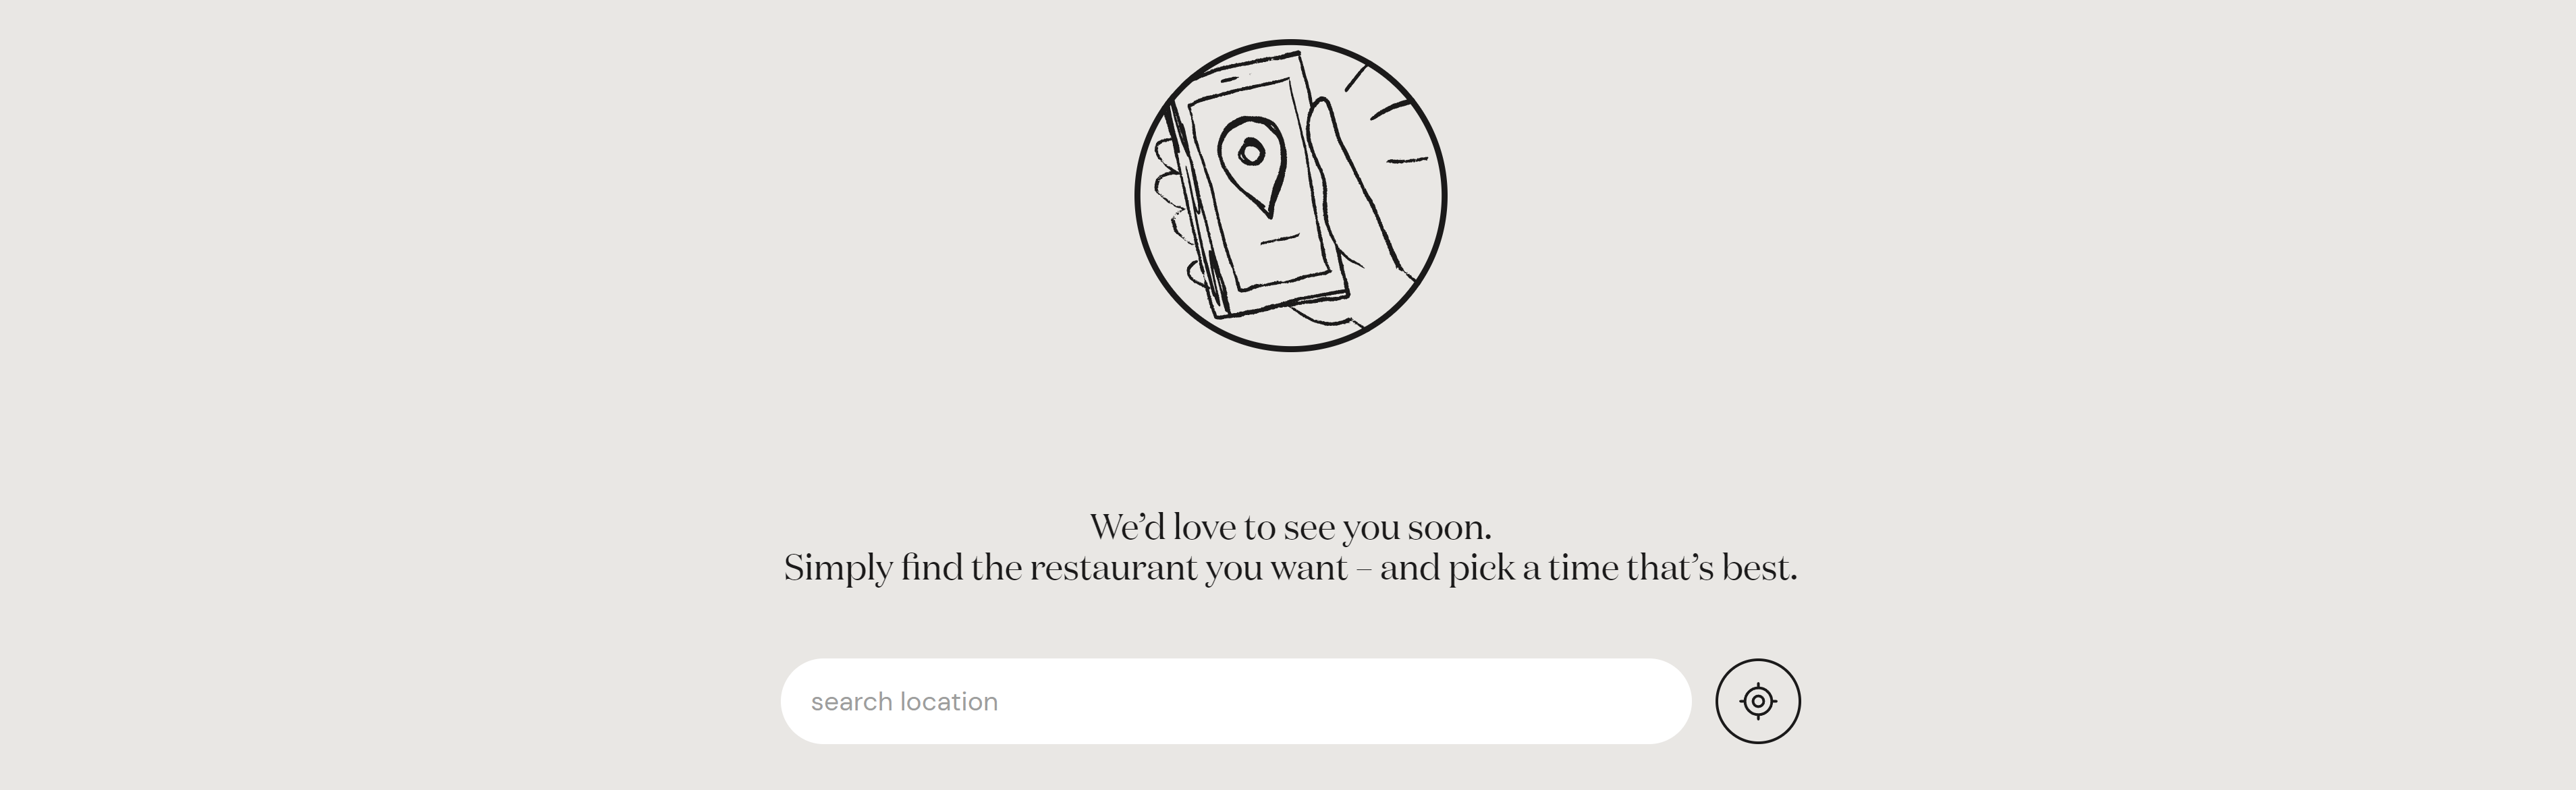 We’d love to see you soon.
Simply find the restaurant you want – and pick a time that’s best.
search location